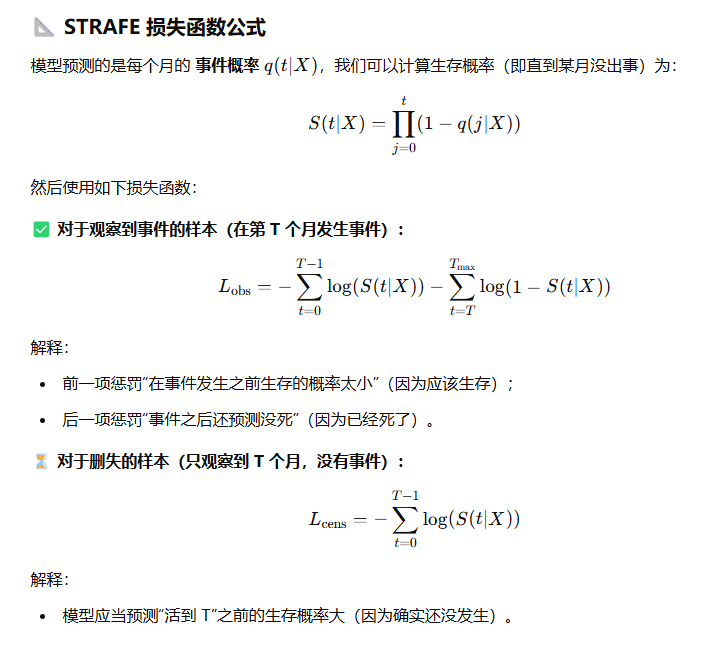 📐 STRAFE 损失函数公式
模型预测的是每个月的 事件概率 q(t|X)，我们可以计算生存概率（即直到某月没出事）为：
S(t|X) = ∏_{j=0}^{t} (1 − q(j|X))
然后使用如下损失函数：
✅ 对于观察到事件的样本（在第 T 个月发生事件）：
L_{obs} = − ∑_{t=0}^{T−1} log(S(t|X)) − ∑_{t=T}^{T_{max}} log(1 − S(t|X))
解释：
• 前一项惩罚“在事件发生之前生存的概率太小”（因为应该生存）；
• 后一项惩罚“事件之后还预测没死”（因为已经死了）。
⏳ 对于删失的样本（只观察到 T 个月，没有事件）：
L_{cens} = − ∑_{t=0}^{T−1} log(S(t|X))
解释：
• 模型应当预测“活到 T”之前的生存概率大（因为确实还没发生）。